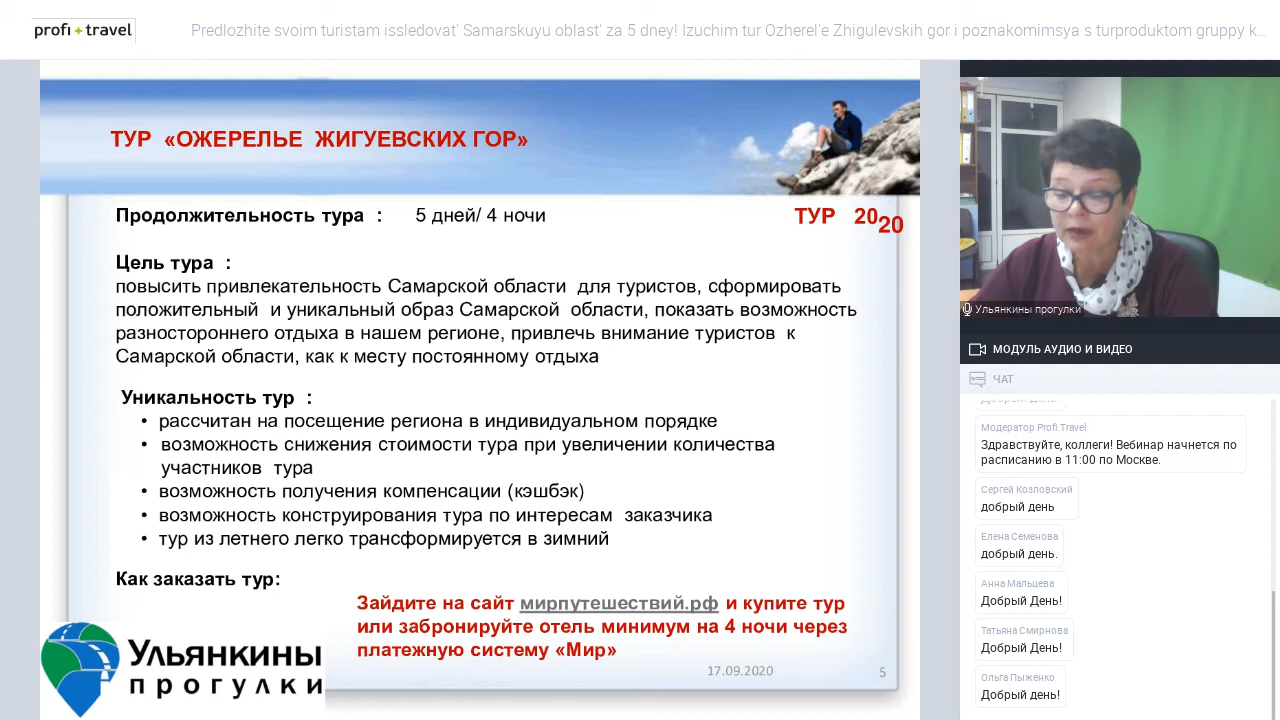 profi + travel
Predlozhite svoim turistam issledovat' Samarskuyu oblast' za 5 dney! Izuchim tur Ozherel'e Zhigulevskih gor i poznakomimsya s turproduktom gruppy k...
ТУР «ОЖЕРЕЛЬЕ ЖИГУЕВСКИХ ГОР»
Продолжительность тура : 5 дней/ 4 ночи
ТУР 2020
Цель тура :
повысить привлекательность Самарской области для туристов, сформировать
положительный и уникальный образ Самарской области, показать возможность
разностороннего отдыха в нашем регионе, привлечь внимание туристов к
Самарской области, как к месту постоянному отдыха
Уникальность тур :
• рассчитан на посещение региона в индивидуальном порядке
• возможность снижения стоимости тура при увеличении количества
участников тура
• возможность получения компенсации (кэшбэк)
• возможность конструирования тура по интересам заказчика
• тур из летнего легко трансформируется в зимний
Как заказать тур:
Зайдите на сайт мирпутешествий.рф и купите тур
или забронируйте отель минимум на 4 ночи через
платежную систему «Мир»
17.09.2020
5
Ульянкины
прогулки
Ульянкины прогулки
МОДУЛЬ АУДИО И ВИДЕО
ЧАТ
Добрый день!
Модератор Profi.Travel
Здравствуйте, коллеги! Вебинар начнется по
расписанию в 11:00 по Москве.
Сергей Козловский
добрый день
Елена Семенова
добрый день.
Анна Мальцева
Добрый День!
Татьяна Смирнова
Добрый День!
Ольга Пыженко
Добрый день!